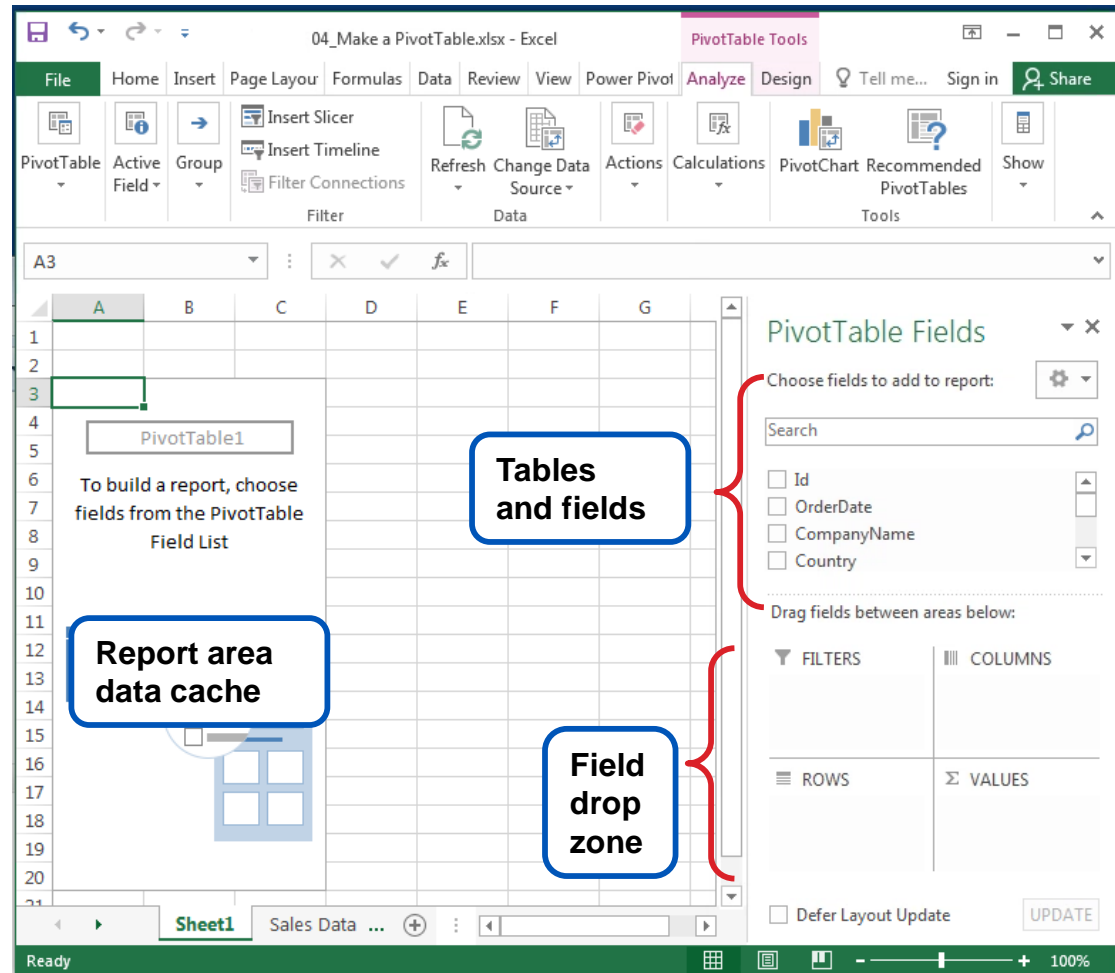 04_Make a PivotTable.xlsx - Excel
PivotTable Tools
File Home Insert Page Layour Formulas Data Review View Power Pivot Analyze Design Tell me... Sign in Share
PivotTable
Active Field
Group
Insert Slicer
Insert Timeline
Filter Connections
Filter
Refresh
Change Data Source
Data
Actions
Calculations
PivotChart
Recommended PivotTables
Tools
Show
A3
fx
A B C D E F G
1
2
3
4
5
6
7
8
9
10
11
12
13
14
15
16
17
18
19
20
21
PivotTable1
To build a report, choose
fields from the PivotTable
Field List
Report area
data cache
Tables
and fields
Field
drop
zone
PivotTable Fields
Choose fields to add to report:
Search
Id
OrderDate
CompanyName
Country
Drag fields between areas below:
FILTERS
COLUMNS
ROWS
Σ VALUES
Defer Layout Update
UPDATE
Sheet1 Sales Data ...
Ready
100%